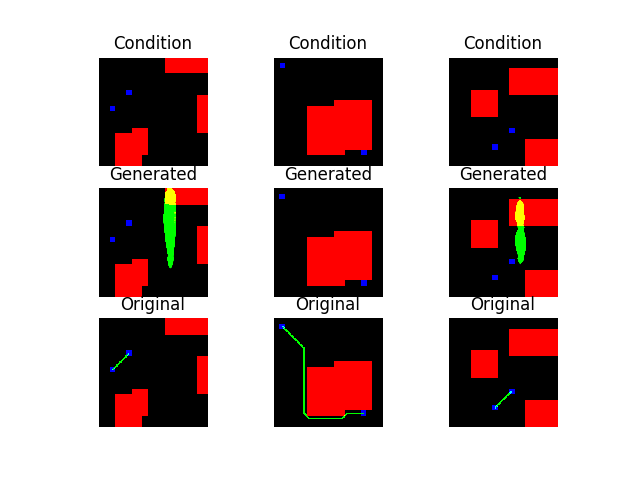 Condition Condition Condition
Generated Generated Generated
Original Original Original